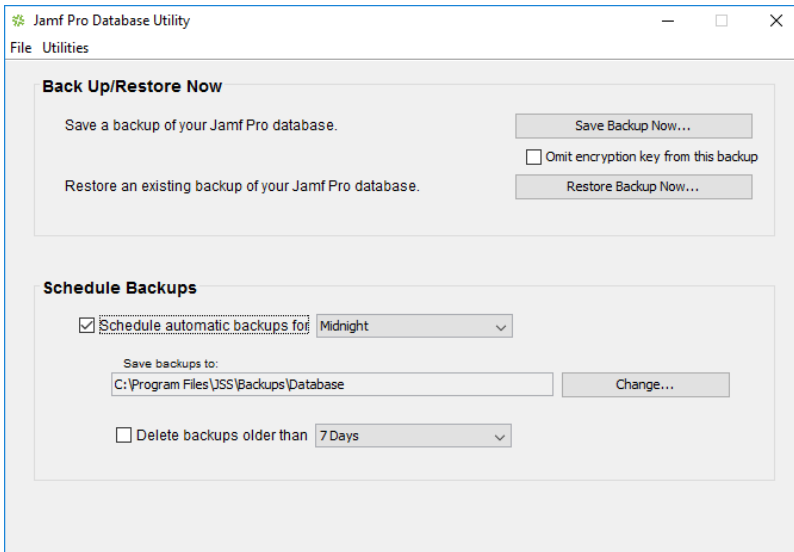 Jamf Pro Database Utility
File Utilities
Back Up/Restore Now
Save a backup of your Jamf Pro database.
Save Backup Now...
Omit encryption key from this backup
Restore an existing backup of your Jamf Pro database.
Restore Backup Now...
Schedule Backups
Schedule automatic backups for Midnight
Save backups to:
C:\Program Files\JSS\Backups\Database
Change...
Delete backups older than 7 Days